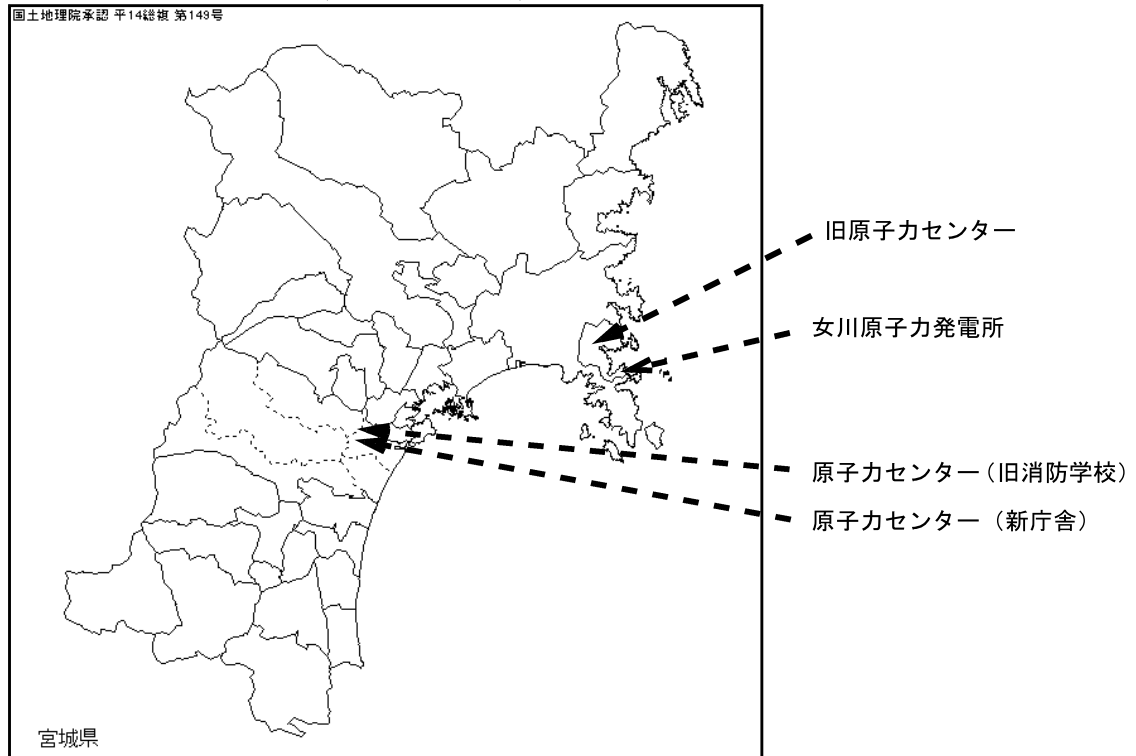 国土地理院承認 平14総複 第149号
旧原子力センター
女川原子力発電所
原子力センター(旧消防学校)
原子力センター (新庁舎)
宮城県